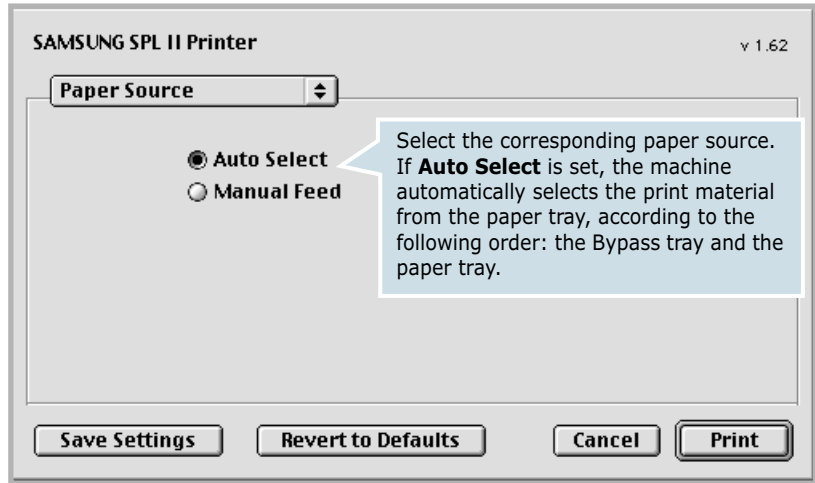 SAMSUNG SPL II Printer
v 1.62
Paper Source
Auto Select
Manual Feed
Select the corresponding paper source.
If Auto Select is set, the machine
automatically selects the print material
from the paper tray, according to the
following order: the Bypass tray and the
paper tray.
Save Settings
Revert to Defaults
Cancel
Print